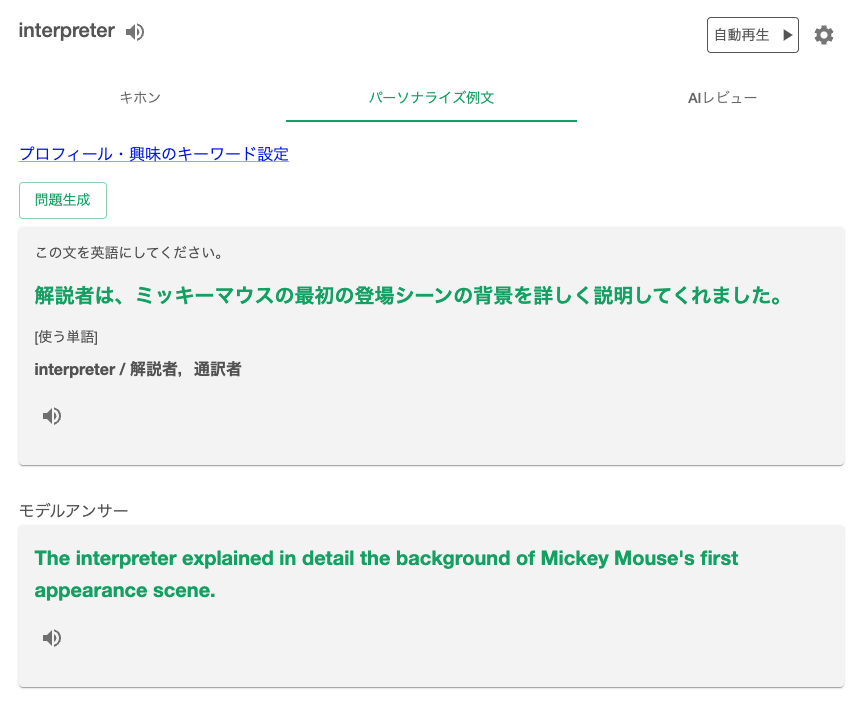 interpreter
自動再生
キホン
パーソナライズ例文
AIレビュー
プロフィール・興味のキーワード設定
問題生成
この文を英語にしてください。
解説者は、ミッキーマウスの最初の登場シーンの背景を詳しく説明してくれました。
[使う単語]
interpreter / 解説者，通訳者
モデルアンサー
The interpreter explained in detail the background of Mickey Mouse's first
appearance scene.